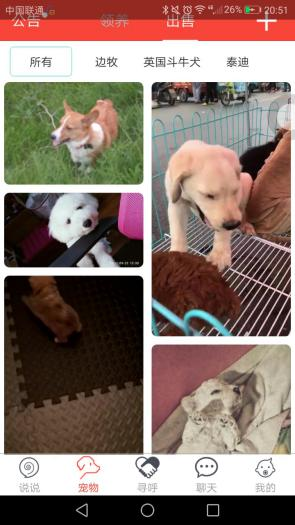 中国联通 26% 20:51
公告 领养 出售
所有 边牧 英国斗牛犬 泰迪
说说 宠物 寻呼 聊天 我的